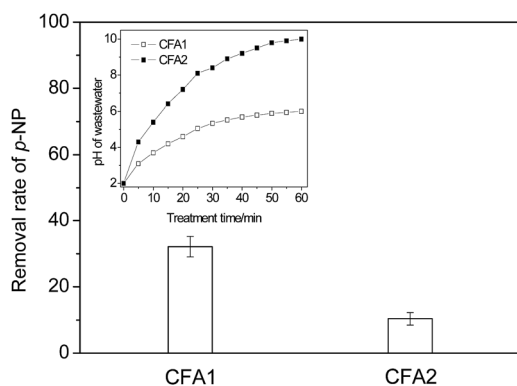 Removal rate of p-NP
100
80
60
40
20
0
CFA1
CFA2
pH of wastewater
10
8
6
4
2
CFA1
CFA2
0 10 20 30 40 50 60
Treatment time/min